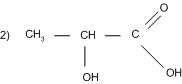 O
2) CH3 — CH — C
OH
OH